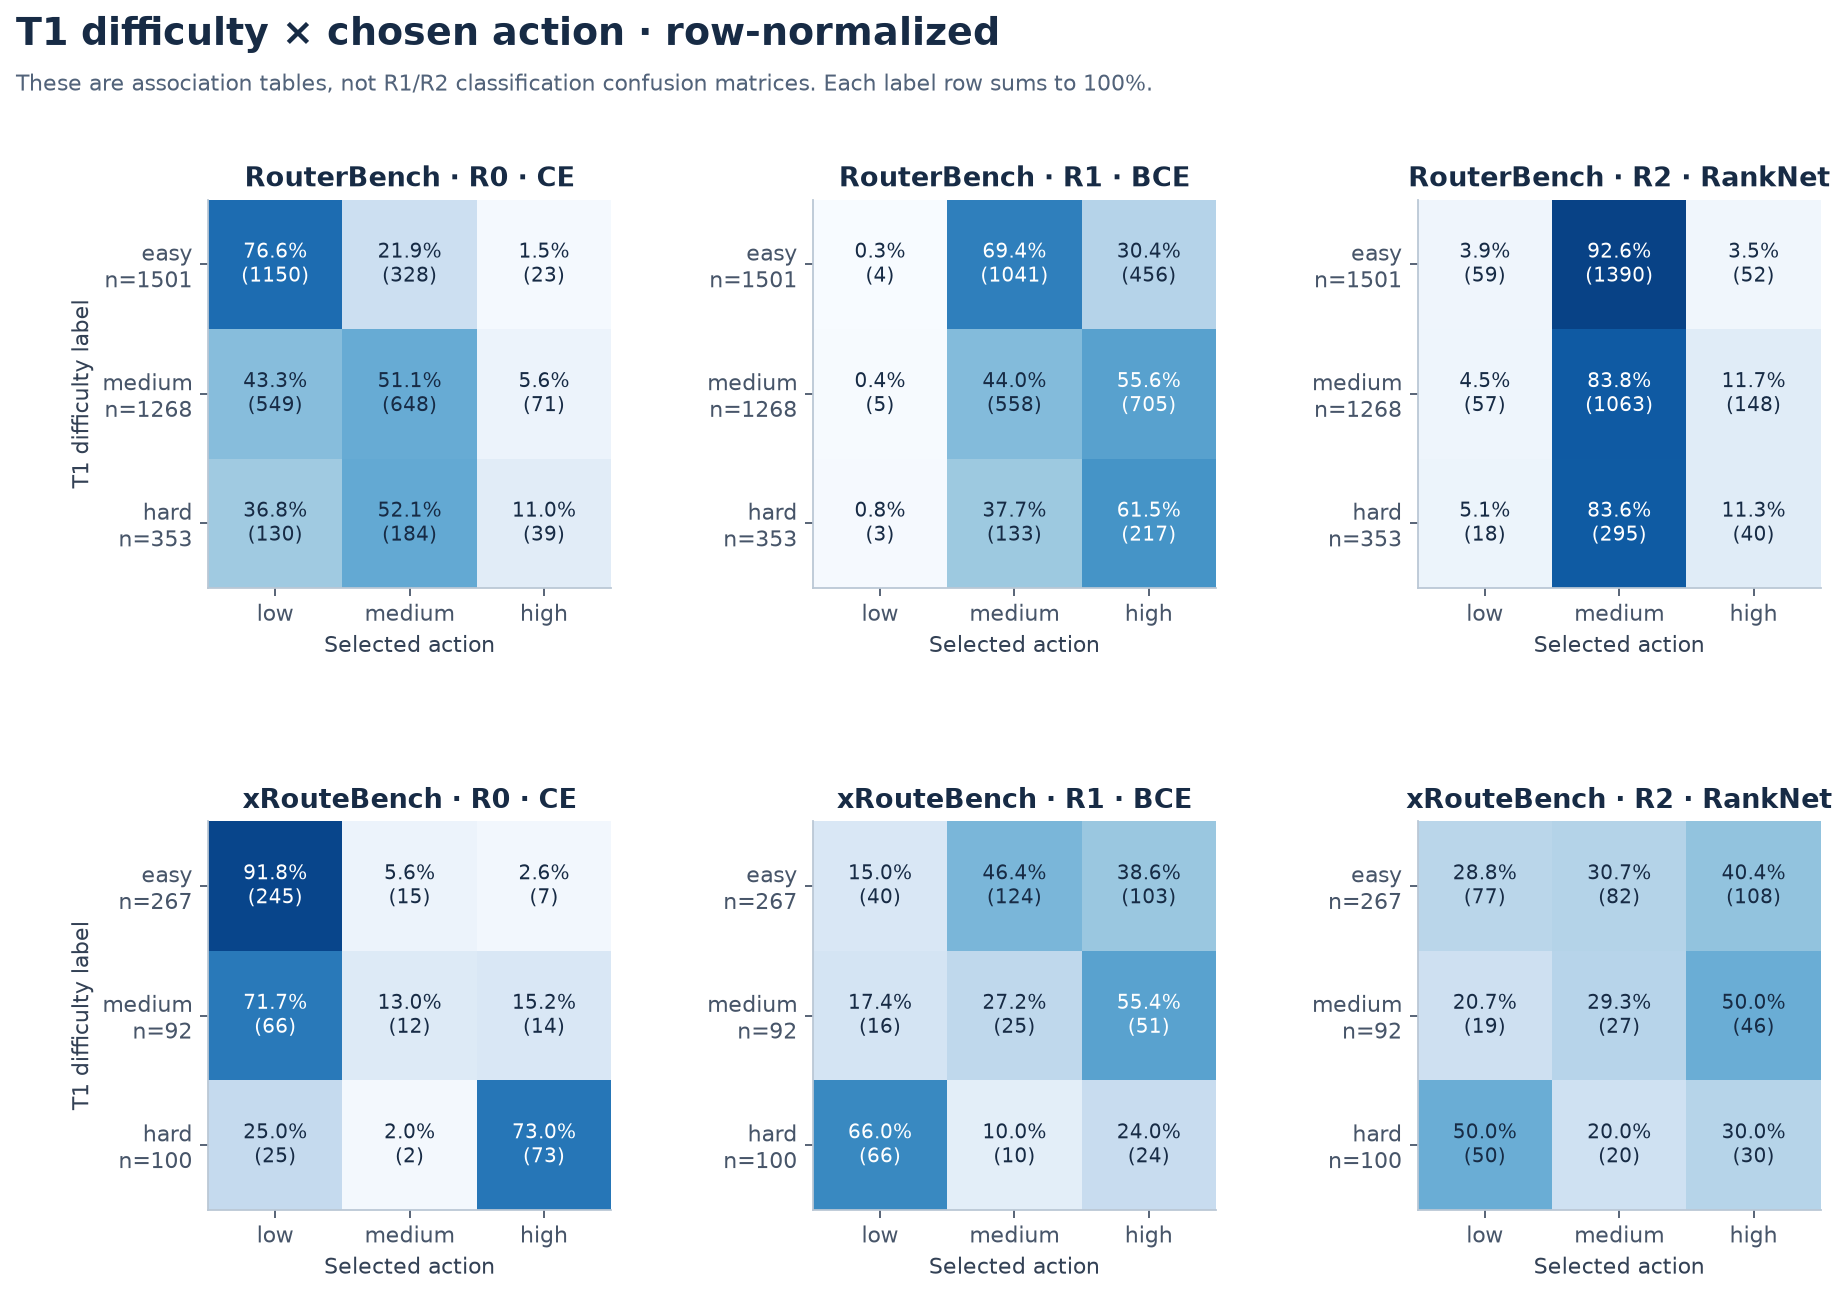 T1 difficulty × chosen action · row-normalized
These are association tables, not R1/R2 classification confusion matrices. Each label row sums to 100%.
RouterBench · R0 · CE
T1 difficulty label
easy
n=1501
76.6%
(1150)
21.9%
(328)
1.5%
(23)
medium
n=1268
43.3%
(549)
51.1%
(648)
5.6%
(71)
hard
n=353
36.8%
(130)
52.1%
(184)
11.0%
(39)
low
medium
high
Selected action
RouterBench · R1 · BCE
easy
n=1501
0.3%
(4)
69.4%
(1041)
30.4%
(456)
medium
n=1268
0.4%
(5)
44.0%
(558)
55.6%
(705)
hard
n=353
0.8%
(3)
37.7%
(133)
61.5%
(217)
low
medium
high
Selected action
RouterBench · R2 · RankNet
easy
n=1501
3.9%
(59)
92.6%
(1390)
3.5%
(52)
medium
n=1268
4.5%
(57)
83.8%
(1063)
11.7%
(148)
hard
n=353
5.1%
(18)
83.6%
(295)
11.3%
(40)
low
medium
high
Selected action
xRouteBench · R0 · CE
T1 difficulty label
easy
n=267
91.8%
(245)
5.6%
(15)
2.6%
(7)
medium
n=92
71.7%
(66)
13.0%
(12)
15.2%
(14)
hard
n=100
25.0%
(25)
2.0%
(2)
73.0%
(73)
low
medium
high
Selected action
xRouteBench · R1 · BCE
easy
n=267
15.0%
(40)
46.4%
(124)
38.6%
(103)
medium
n=92
17.4%
(16)
27.2%
(25)
55.4%
(51)
hard
n=100
66.0%
(66)
10.0%
(10)
24.0%
(24)
low
medium
high
Selected action
xRouteBench · R2 · RankNet
easy
n=267
28.8%
(77)
30.7%
(82)
40.4%
(108)
medium
n=92
20.7%
(19)
29.3%
(27)
50.0%
(46)
hard
n=100
50.0%
(50)
20.0%
(20)
30.0%
(30)
low
medium
high
Selected action